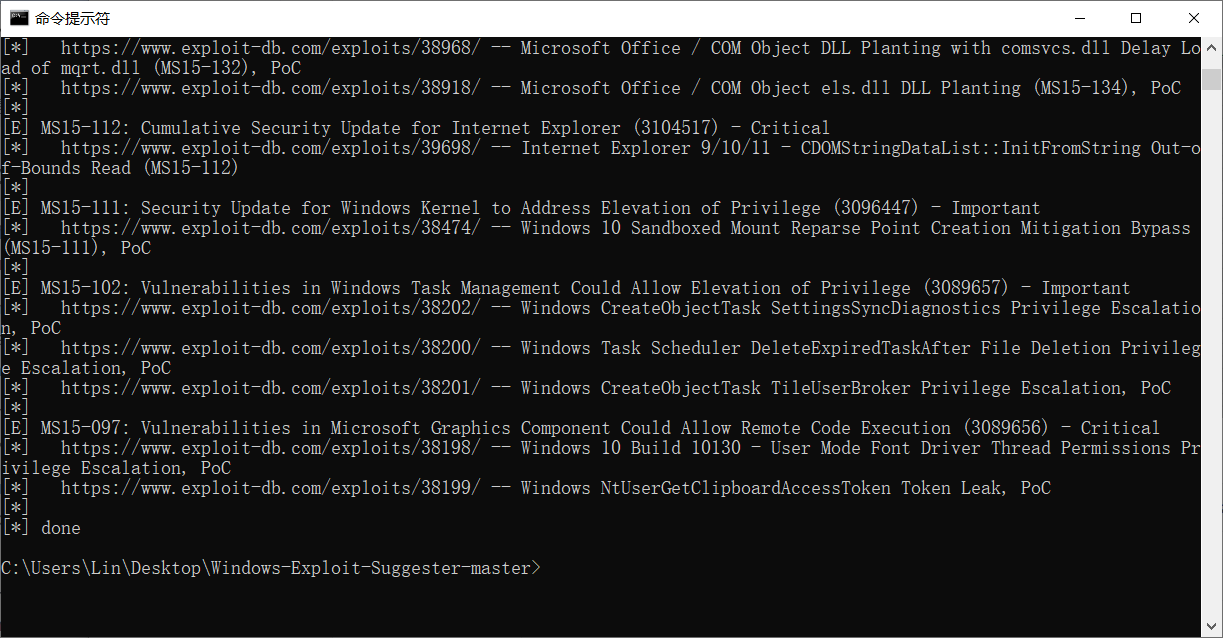 命令提示符
[*]   https://www.exploit-db.com/exploits/38968/ -- Microsoft Office / COM Object DLL Planting with comsvcs.dll Delay Lo
ad of mqrt.dll (MS15-132), PoC
[*]   https://www.exploit-db.com/exploits/38918/ -- Microsoft Office / COM Object els.dll DLL Planting (MS15-134), PoC
[*]
[E] MS15-112: Cumulative Security Update for Internet Explorer (3104517) - Critical
[*]   https://www.exploit-db.com/exploits/39698/ -- Internet Explorer 9/10/11 - CDOMStringDataList::InitFromString Out-o
f-Bounds Read (MS15-112)
[*]
[E] MS15-111: Security Update for Windows Kernel to Address Elevation of Privilege (3096447) - Important
[*]   https://www.exploit-db.com/exploits/38474/ -- Windows 10 Sandboxed Mount Reparse Point Creation Mitigation Bypass
(MS15-111), PoC
[*]
[E] MS15-102: Vulnerabilities in Windows Task Management Could Allow Elevation of Privilege (3089657) - Important
[*]   https://www.exploit-db.com/exploits/38202/ -- Windows CreateObjectTask SettingsSyncDiagnostics Privilege Escalatio
n, PoC
[*]   https://www.exploit-db.com/exploits/38200/ -- Windows Task Scheduler DeleteExpiredTaskAfter File Deletion Privileg
e Escalation, PoC
[*]   https://www.exploit-db.com/exploits/38201/ -- Windows CreateObjectTask TileUserBroker Privilege Escalation, PoC
[*]
[E] MS15-097: Vulnerabilities in Microsoft Graphics Component Could Allow Remote Code Execution (3089656) - Critical
[*]   https://www.exploit-db.com/exploits/38198/ -- Windows 10 Build 10130 - User Mode Font Driver Thread Permissions Pr
ivilege Escalation, PoC
[*]   https://www.exploit-db.com/exploits/38199/ -- Windows NtUserGetClipboardAccessToken Token Leak, PoC
[*]
[*] done
C:\Users\Lin\Desktop\Windows-Exploit-Suggester-master>